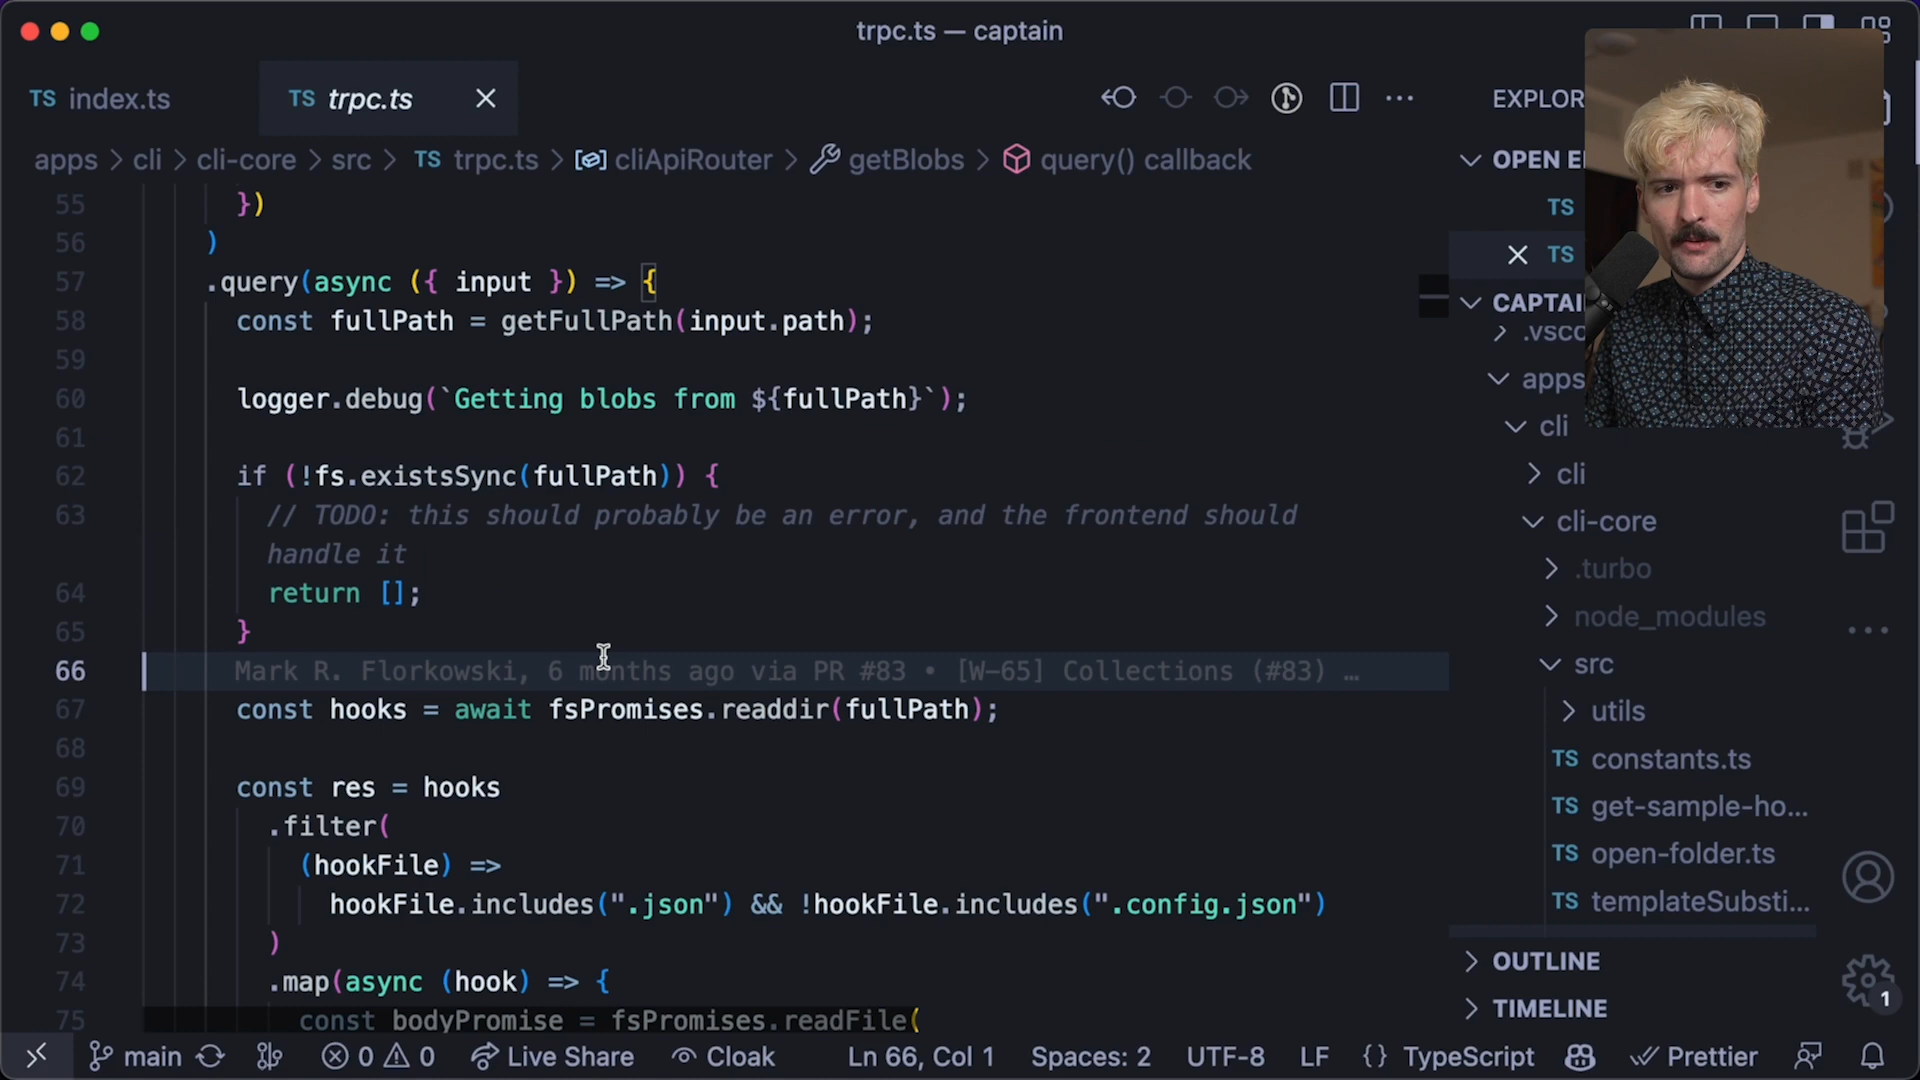 trpc.ts — captain
TS index.ts
TS trpc.ts
EXPLOR
apps > cli > cli-core > src > TS trpc.ts > cliApiRouter > getBlobs > query() callback
55 })
56 )
57 .query(async ({ input }) => {
58 const fullPath = getFullPath(input.path);
59
60 logger.debug(`Getting blobs from ${fullPath}`);
61
62 if (!fs.existsSync(fullPath)) {
63 // TODO: this should probably be an error, and the frontend should
handle it
64 return [];
65 }
66 Mark R. Florkowski, 6 months ago via PR #83 • [W-65] Collections (#83) …
67 const hooks = await fsPromises.readdir(fullPath);
68
69 const res = hooks
70 .filter(
71 (hookFile) =>
72 hookFile.includes(".json") && !hookFile.includes(".config.json")
73 )
74 .map(async (hook) => {
75 const bodyPromise = fsPromises.readFile(
OPEN E
TS
TS
CAPTAI
.vsco
apps
cli
cli
cli-core
.turbo
node_modules
src
utils
TS constants.ts
TS get-sample-ho...
TS open-folder.ts
TS templateSubsti...
OUTLINE
TIMELINE
1
main
0
0
Live Share
Cloak
Ln 66, Col 1
Spaces: 2
UTF-8
LF
{ } TypeScript
Prettier